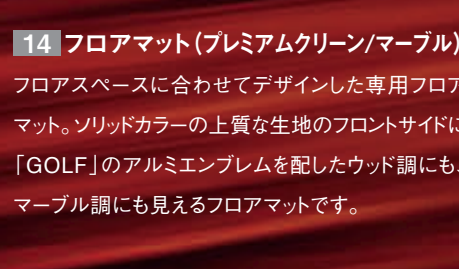 14 フロアマット（プレミアムクリーン/マーブル）
フロアスペースに合わせてデザインした専用フロア
マット。ソリッドカラーの上質な生地のフロントサイドに
「GOLF」のアルミエンブレムを配したウッド調にも、
マーブル調にも見えるフロアマットです。